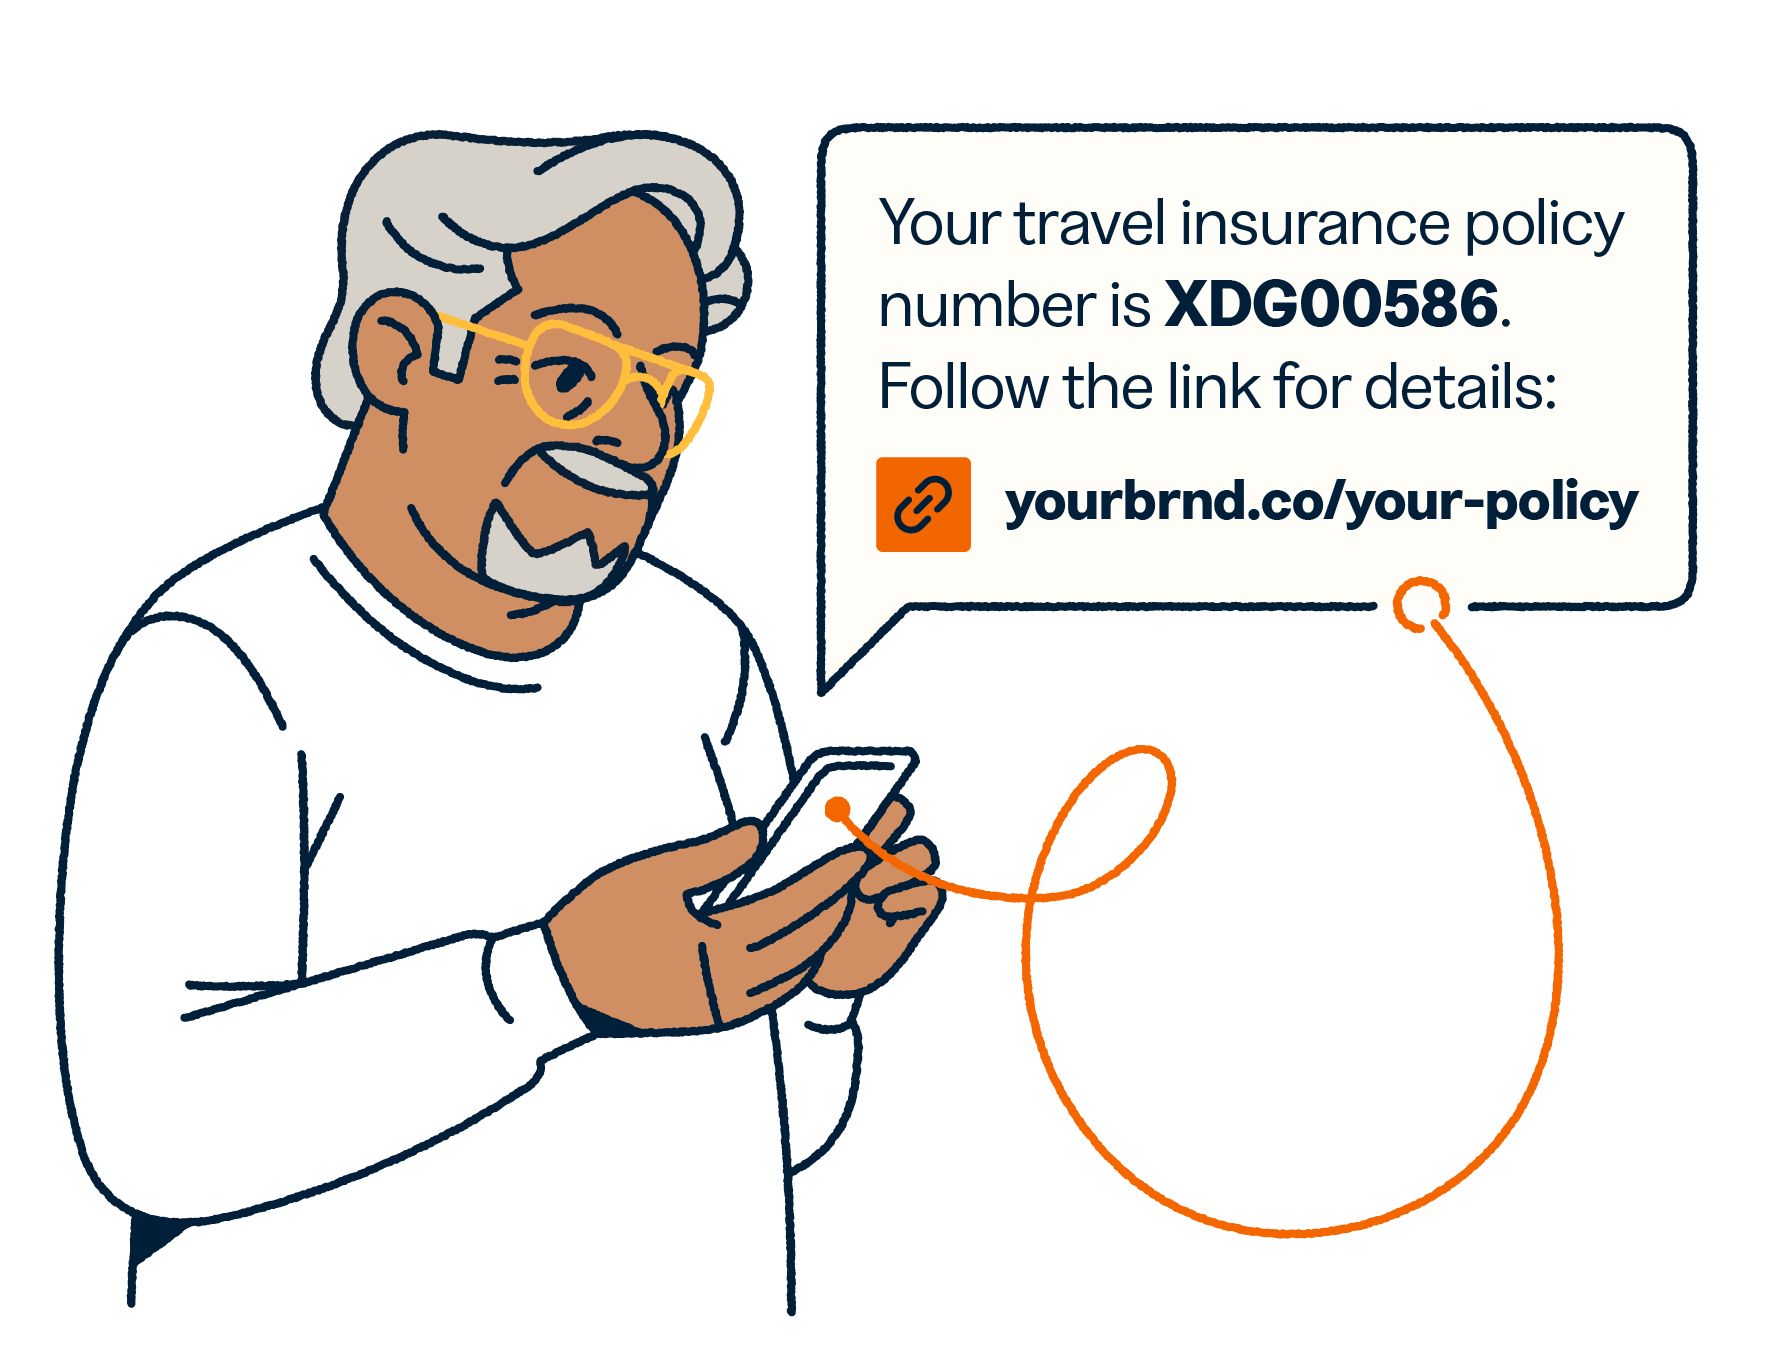 Your travel insurance policy
number is XDG00586.
Follow the link for details:
yourbrnd.co/your-policy